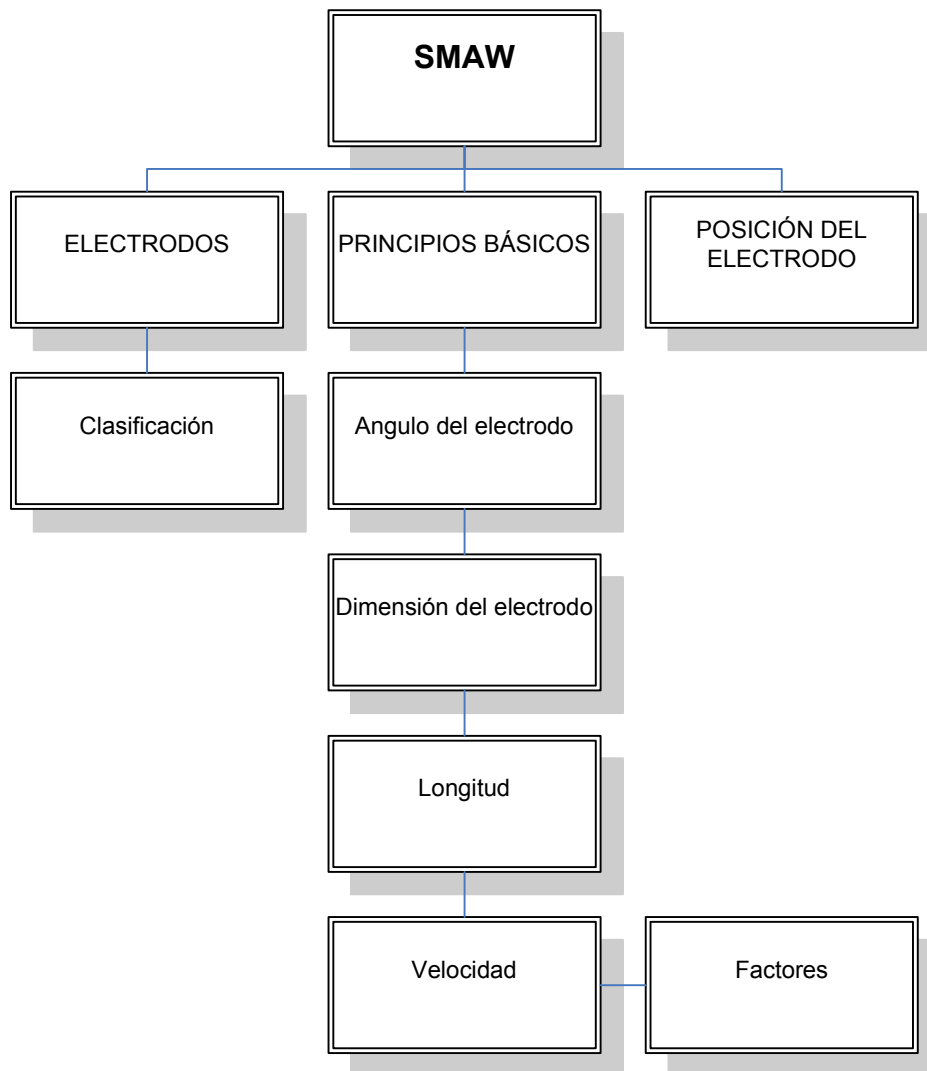 SMAW
ELECTRODOS
PRINCIPIOS BÁSICOS
POSICIÓN DEL
ELECTRODO
Clasificación
Angulo del electrodo
Dimensión del electrodo
Longitud
Velocidad
Factores